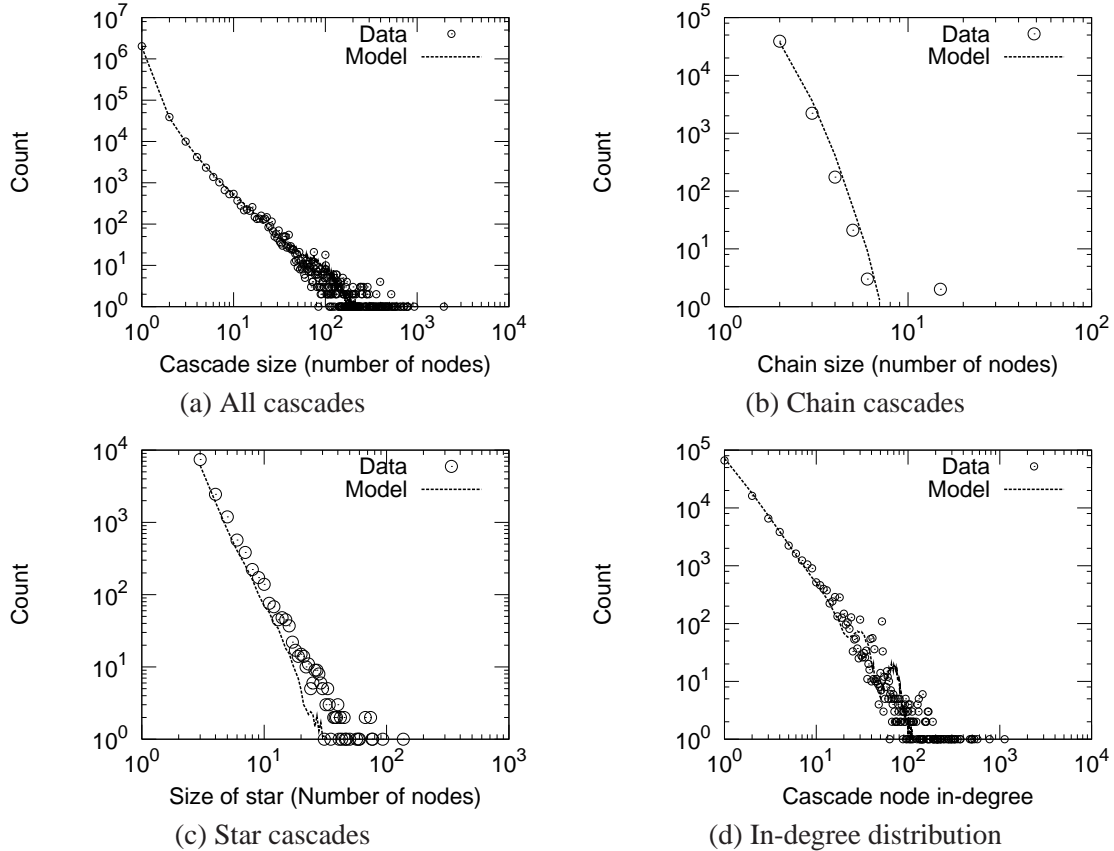 10^7
10^6
10^5
10^4
10^3
10^2
10^1
10^0
Count
Data
Model
10^0 10^1 10^2 10^3 10^4
Cascade size (number of nodes)
(a) All cascades
10^5
10^4
10^3
10^2
10^1
10^0
Count
Data
Model
10^0 10^1 10^2
Chain size (number of nodes)
(b) Chain cascades
10^4
10^3
10^2
10^1
10^0
Count
Data
Model
10^0 10^1 10^2 10^3
Size of star (Number of nodes)
(c) Star cascades
10^5
10^4
10^3
10^2
10^1
10^0
Count
Data
Model
10^0 10^1 10^2 10^3 10^4
Cascade node in-degree
(d) In-degree distribution